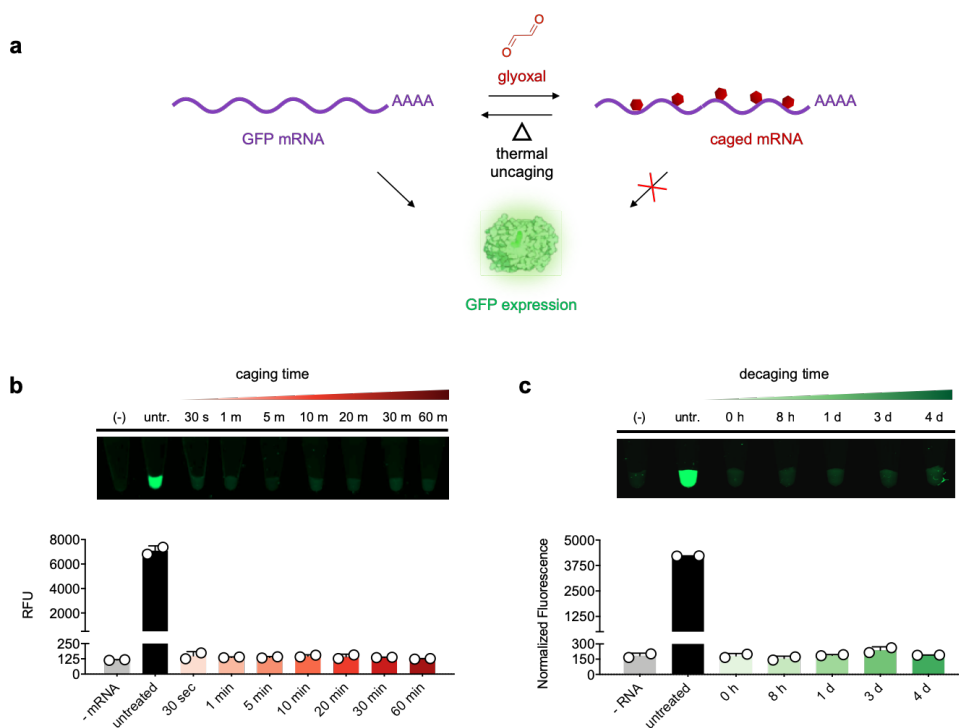 a
O
O
glyoxal
AAAA
AAAA
GFP mRNA
thermal
uncaging
caged mRNA
GFP expression
b
caging time
(-) untr. 30 s 1 m 5 m 10 m 20 m 30 m 60 m
RFU
8000
6000
4000
2000
250
125
0
- mRNA
untreated
30 sec
1 min
5 min
10 min
20 min
30 min
60 min
c
decaging time
(-) untr. 0 h 8 h 1 d 3 d 4 d
Normalized Fluorescence
5000
3750
2500
1250
300
150
0
- RNA
untreated
0 h
8 h
1 d
3 d
4 d